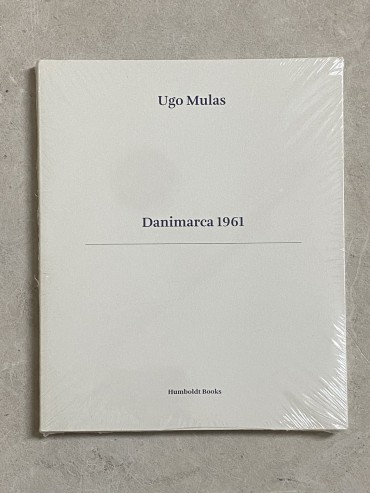 Ugo Mulas
Danimarca 1961
Humboldt Books